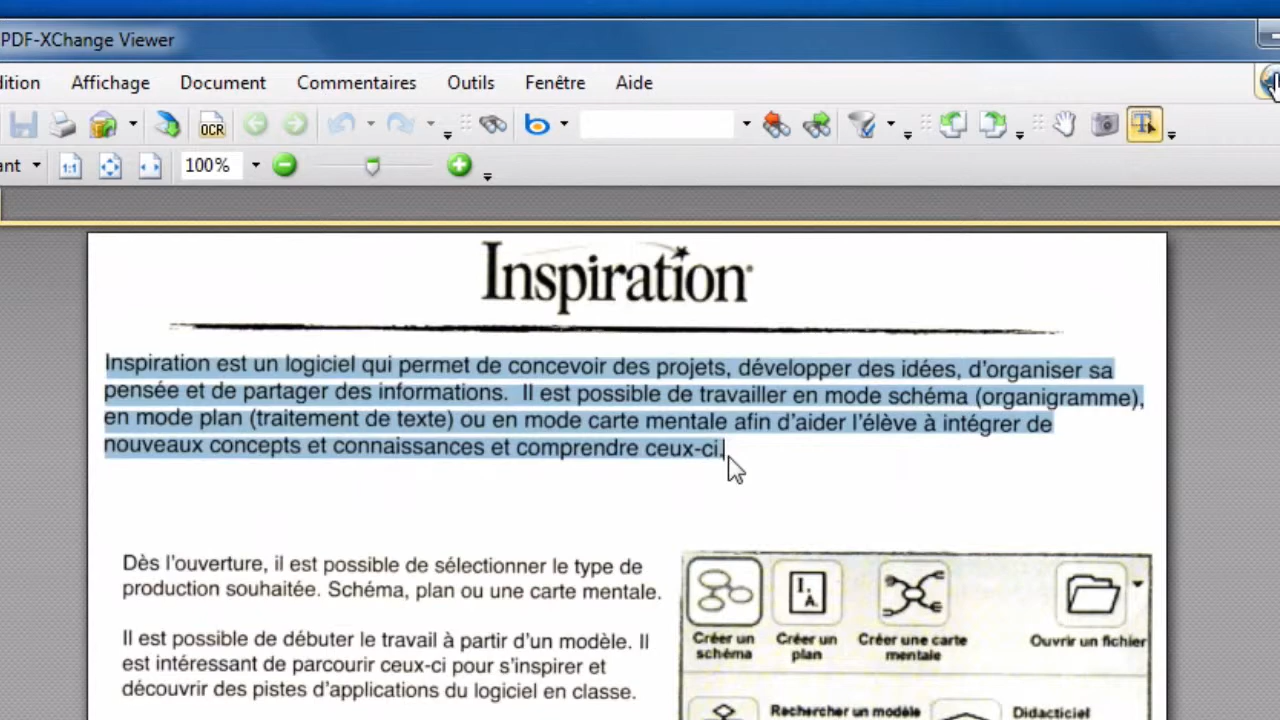 PDF-XChange Viewer
dition Affichage Document Commentaires Outils Fenêtre Aide
OCR
ant 1:1 100%
Inspiration
Inspiration est un logiciel qui permet de concevoir des projets, développer des idées, d'organiser sa
pensée et de partager des informations. Il est possible de travailler en mode schéma (organigramme),
en mode plan (traitement de texte) ou en mode carte mentale afin d'aider l'élève à intégrer de
nouveaux concepts et connaissances et comprendre ceux-ci.
Dès l'ouverture, il est possible de sélectionner le type de
production souhaitée. Schéma, plan ou une carte mentale.
Il est possible de débuter le travail à partir d'un modèle. Il
est intéressant de parcourir ceux-ci pour s'inspirer et
découvrir des pistes d'applications du logiciel en classe.
I. A.
Créer un schéma
Créer un plan
Créer une carte mentale
Ouvrir un fichier
Rechercher un modèle
Didacticiel